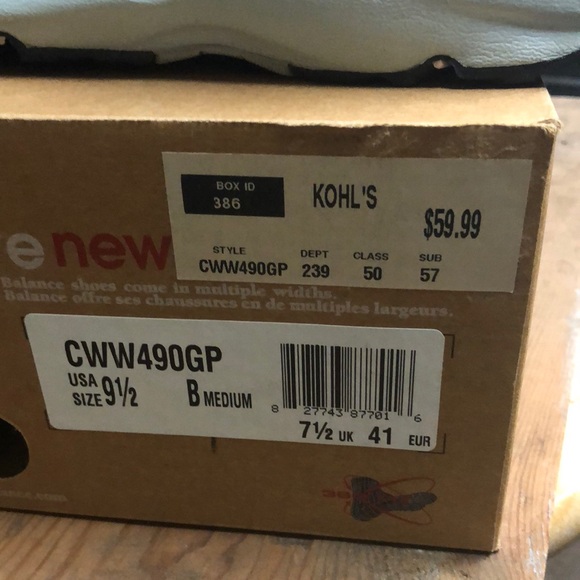 BOX ID
386
KOHL'S
$59.99
STYLE DEPT CLASS SUB
CWW490GP 239 50 57
e new
Balance shoes come in multiple widths.
Balance offre ses chaussures en de multiples largeurs.
CWW490GP
USA
SIZE 9½ B MEDIUM
8 27743 87701 6
7½ UK 41 EUR